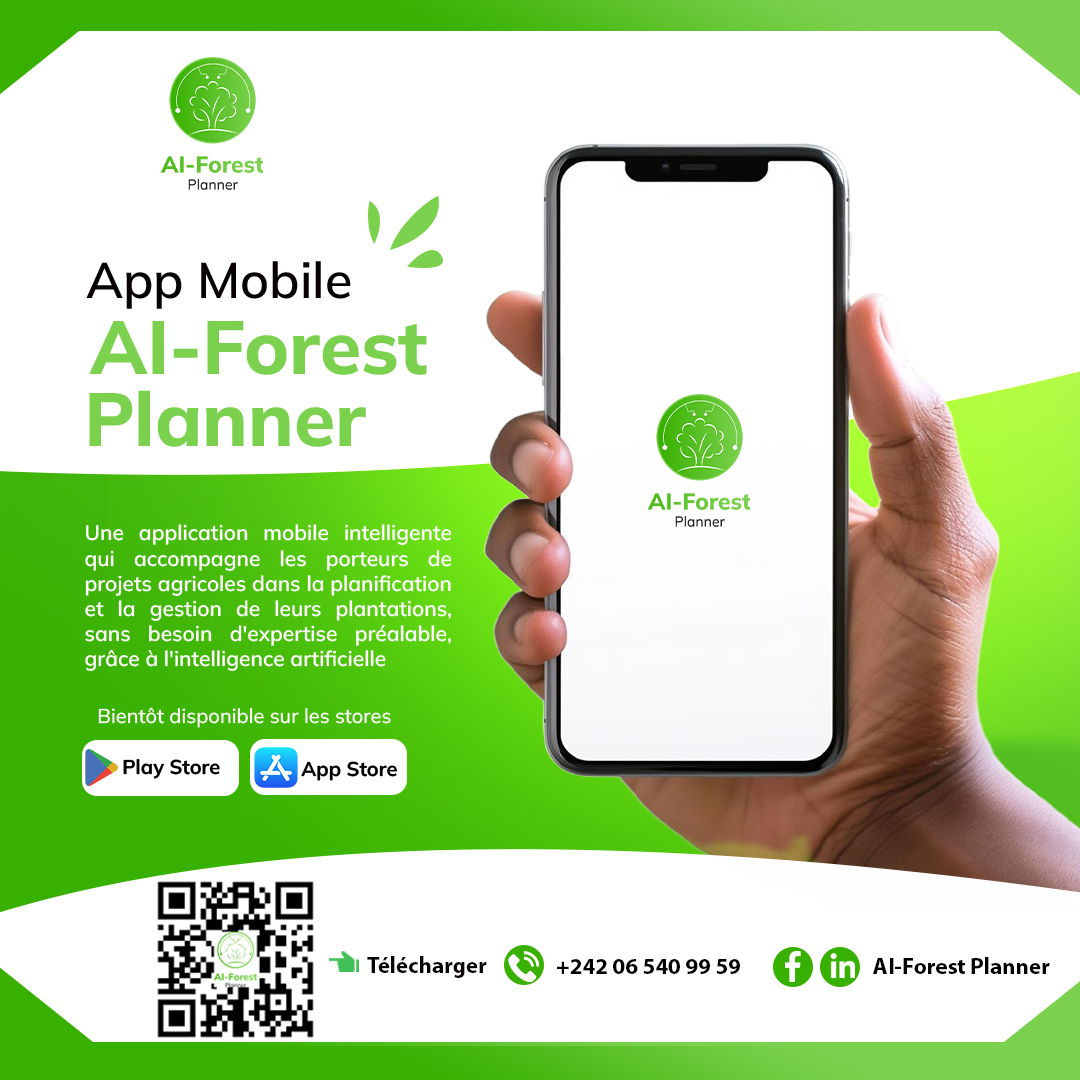 AI-Forest
Planner
App Mobile
AI-Forest
Planner
Une application mobile intelligente
qui accompagne les porteurs de
projets agricoles dans la planification
et la gestion de leurs plantations,
sans besoin d'expertise préalable,
grâce à l'intelligence artificielle
Bientôt disponible sur les stores
Play Store
App Store
AI-Forest
Planner
AI-Forest
Planner
Télécharger
+242 06 540 99 59
AI-Forest Planner